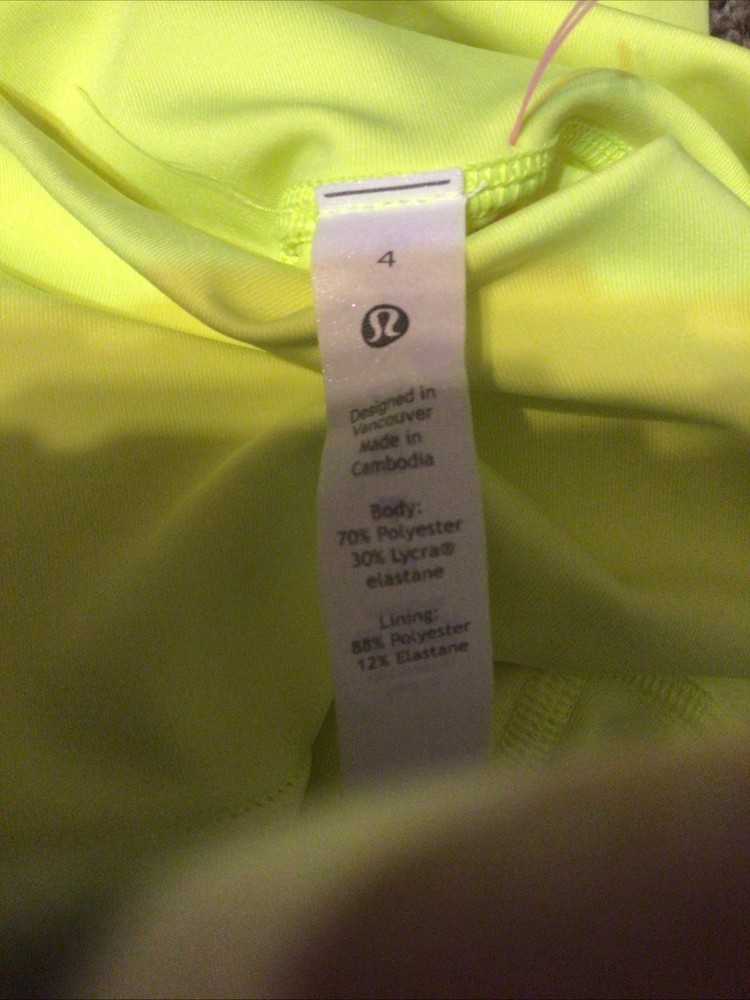 4
Designed in
Vancouver
Made in
Cambodia
Body:
70% Polyester
30% Lycra®
elastane
Lining:
88% Polyester
12% Elastane